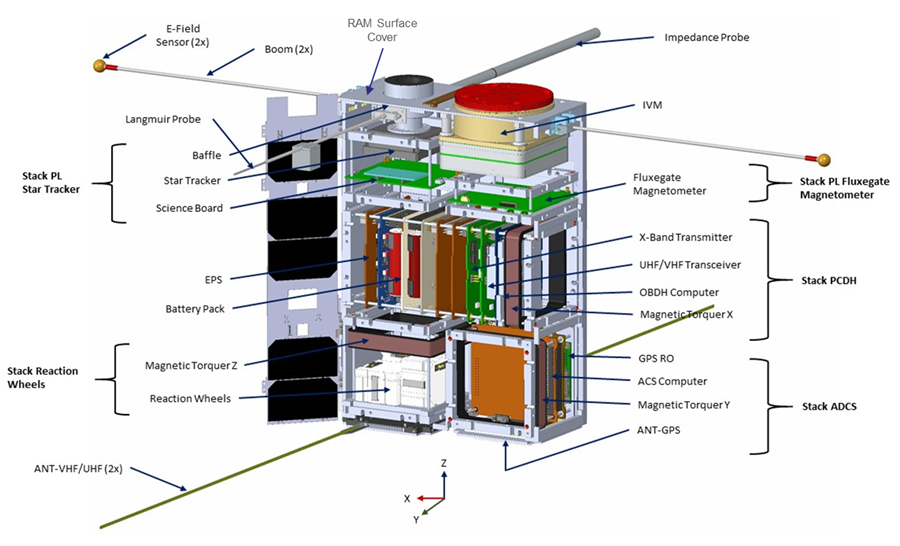 RAM Surface
Cover
E-Field
Sensor (2x)
Boom (2x)
Impedance Probe
Langmuir Probe
IVM
Baffle
Stack PL
Star Tracker
Star Tracker
Science Board
Fluxegate
Magnetometer
Stack PL Fluxegate
Magnetometer
X-Band Transmitter
UHF/VHF Transceiver
EPS
OBDH Computer
Stack PCDH
Battery Pack
Magnetic Torquer X
Stack Reaction
Wheels
Magnetic Torquer Z
Reaction Wheels
GPS RO
ACS Computer
Magnetic Torquer Y
Stack ADCS
ANT-GPS
ANT-VHF/UHF (2x)
Z
X
Y